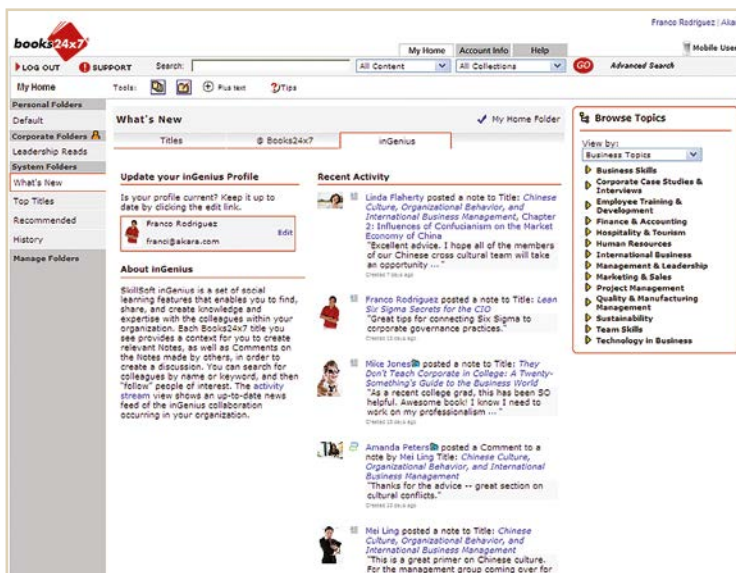 Franco Rodriguez | Aka
books24x7
My Home Account Info Help
Mobile User
LOG OUT SUPPORT Search: All Content All Collections GO Advanced Search
My Home Tools: Plus text Tips
Personal Folders
Default
Corporate Folders
Leadership Reads
System Folders
What's New
Top Titles
Recommended
History
Manage Folders
What's New My Home Folder
Titles @ Books24x7 inGenius
Update your inGenius Profile
Is your profile current? Keep it up to
date by clicking the edit link.
Franco Rodriguez
franci@akara.com
Edit
About inGenius
SkillSoft inGenius is a set of social
learning features that enables you to find,
share, and create knowledge and
expertise with the colleagues within your
organization. Each Books24x7 title you
see provides a context for you to create
relevant Notes, as well as Comments on
the Notes made by others, in order to
create a discussion. You can search for
colleagues by name or keyword, and then
"follow" people of interest. The activity
stream view shows an up-to-date news
feed of the inGenius collaboration
occurring in your organization.
Recent Activity
Linda Flaherty posted a note to Title: Chinese
Culture, Organizational Behavior, and
International Business Management, Chapter
2: Influences of Confucianism on the Market
Economy of China
"Excellent advice. I hope all of the members
of our Chinese cross cultural team will take
an opportunity ..."
Created 7 days ago
Franco Rodriguez posted a note to Title: Lean
Six Sigma Secrets for the CIO
"Great tips for connecting Six Sigma to
corporate governance practices."
Created 10 days ago
Mike Jones posted a note to Title: They
Don't Teach Corporate in College: A Twenty-
Something's Guide to the Business World
"As a recent college grad, this has been SO
helpful. Awesome book! I know I need to
work on my professionalism ... "
Created 10 days ago
Amanda Peters posted a Comment to a
note by Mei Ling Title: Chinese Culture,
Organizational Behavior, and International
Business Management
"Thanks for the advice -- great section on
cultural conflicts."
Created 10 days ago
Mei Ling posted a note to Title: Chinese
Culture, Organizational Behavior, and
International Business Management
"This is a great primer on Chinese culture.
For the management group coming over for
Browse Topics
View by:
Business Topics
Business Skills
Corporate Case Studies &
Interviews
Employee Training &
Development
Finance & Accounting
Hospitality & Tourism
Human Resources
International Business
Management & Leadership
Marketing & Sales
Project Management
Quality & Manufacturing
Management
Sustainability
Team Skills
Technology in Business